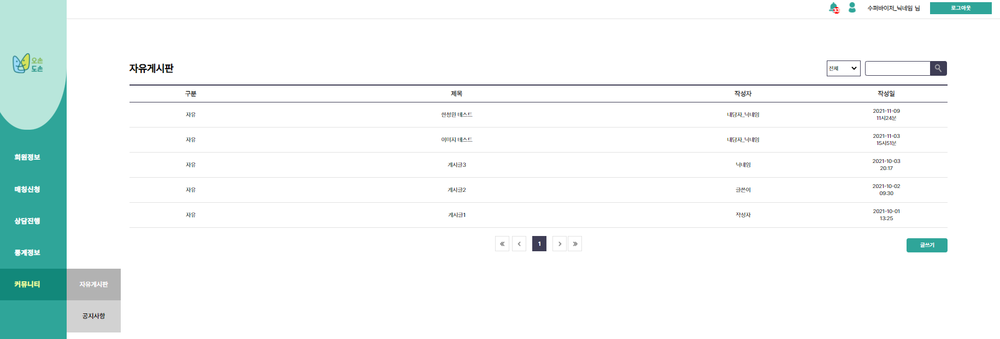 33
수퍼바이저_닉네임 님
로그아웃
오손
도손
자유게시판
전체
구분 제목 작성자 작성일
자유 한성원 테스트 내담자_닉네임 2021-11-09
11시24분
자유 이미지 테스트 내담자_닉네임 2021-11-03
15시51분
자유 게시글3 닉네임 2021-10-03
20:17
자유 게시글2 글쓴이 2021-10-02
09:30
자유 게시글1 작성자 2021-10-01
13:25
« ‹ 1 › »
글쓰기
회원정보
매칭신청
상담진행
통계정보
커뮤니티
자유게시판
공지사항